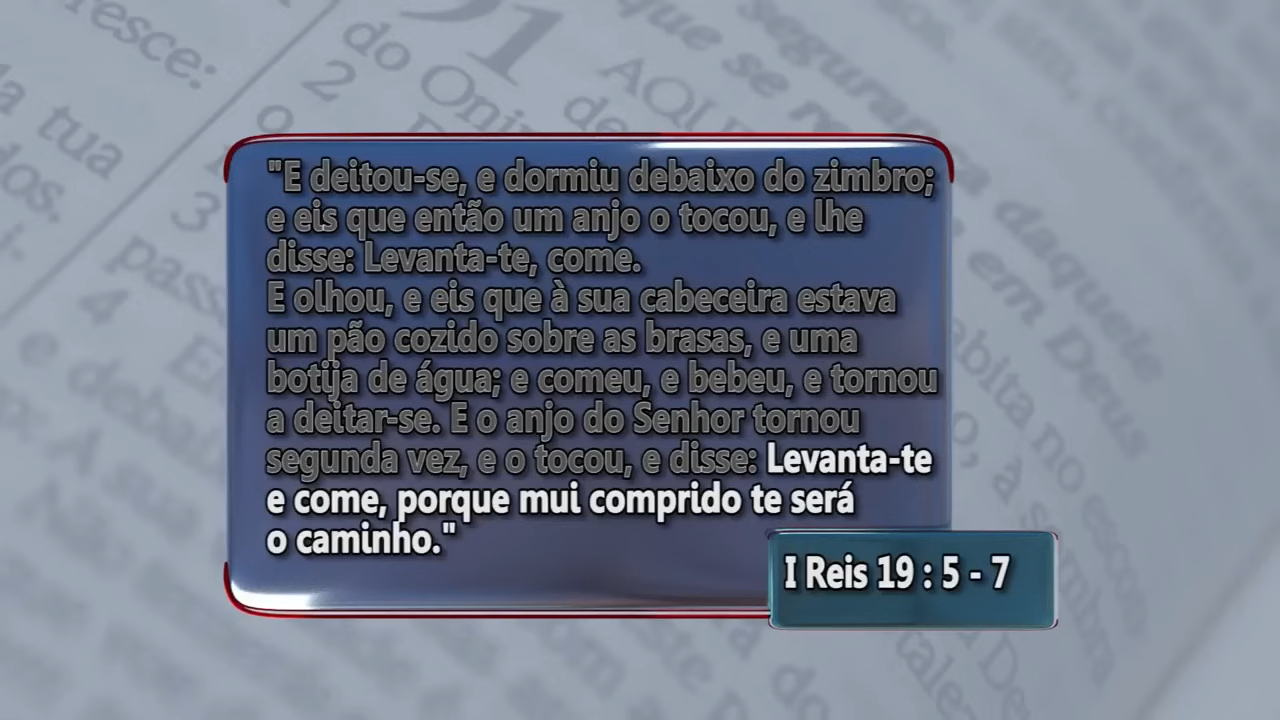 "E deitou-se, e dormiu debaixo do zimbro;
e eis que então um anjo o tocou, e lhe
disse: Levanta-te, come.
E olhou, e eis que à sua cabeceira estava
um pão cozido sobre as brasas, e uma
botija de água; e comeu, e bebeu, e tornou
a deitar-se. E o anjo do Senhor tornou
segunda vez, e o tocou, e disse: Levanta-te
e come, porque mui comprido te será
o caminho."
I Reis 19 : 5 - 7